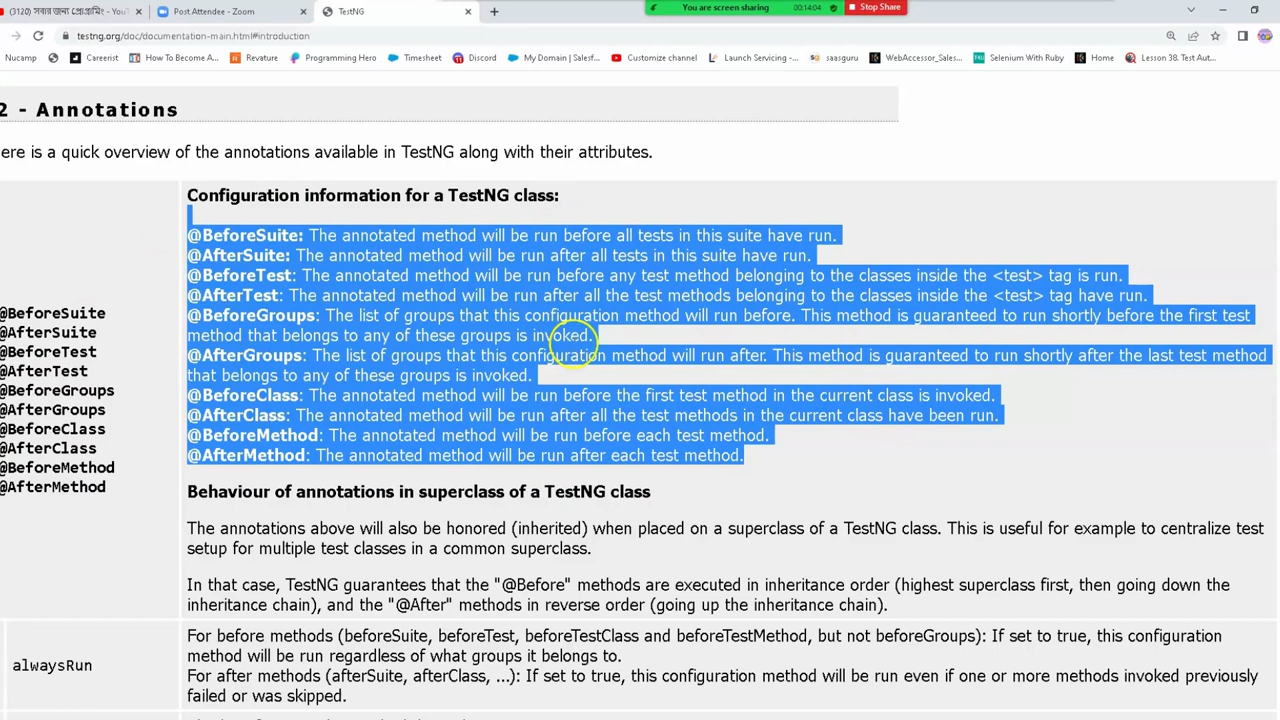 (3120) সবার জন্য প্রোগ্রামিং - YouT
Post Attendee - Zoom
TestNG
You are screen sharing
00:14:04
Stop Share
testng.org/doc/documentation-main.html#introduction
Nucamp
Careerist
How To Become A...
Revature
Programming Hero
Timesheet
Discord
My Domain | Salesf...
Customize channel
Launch Servicing -...
saasguru
WebAccessor_Sales...
Selenium With Ruby
Home
Lesson 38. Test Aut...
2 - Annotations
ere is a quick overview of the annotations available in TestNG along with their attributes.
@BeforeSuite
@AfterSuite
@BeforeTest
@AfterTest
@BeforeGroups
@AfterGroups
@BeforeClass
@AfterClass
@BeforeMethod
@AfterMethod
Configuration information for a TestNG class:
@BeforeSuite: The annotated method will be run before all tests in this suite have run.
@AfterSuite: The annotated method will be run after all tests in this suite have run.
@BeforeTest: The annotated method will be run before any test method belonging to the classes inside the <test> tag is run.
@AfterTest: The annotated method will be run after all the test methods belonging to the classes inside the <test> tag have run.
@BeforeGroups: The list of groups that this configuration method will run before. This method is guaranteed to run shortly before the first test
method that belongs to any of these groups is invoked.
@AfterGroups: The list of groups that this configuration method will run after. This method is guaranteed to run shortly after the last test method
that belongs to any of these groups is invoked.
@BeforeClass: The annotated method will be run before the first test method in the current class is invoked.
@AfterClass: The annotated method will be run after all the test methods in the current class have been run.
@BeforeMethod: The annotated method will be run before each test method.
@AfterMethod: The annotated method will be run after each test method.
Behaviour of annotations in superclass of a TestNG class
The annotations above will also be honored (inherited) when placed on a superclass of a TestNG class. This is useful for example to centralize test
setup for multiple test classes in a common superclass.
In that case, TestNG guarantees that the "@Before" methods are executed in inheritance order (highest superclass first, then going down the
inheritance chain), and the "@After" methods in reverse order (going up the inheritance chain).
alwaysRun
For before methods (beforeSuite, beforeTest, beforeTestClass and beforeTestMethod, but not beforeGroups): If set to true, this configuration
method will be run regardless of what groups it belongs to.
For after methods (afterSuite, afterClass, ...): If set to true, this configuration method will be run even if one or more methods invoked previously
failed or was skipped.